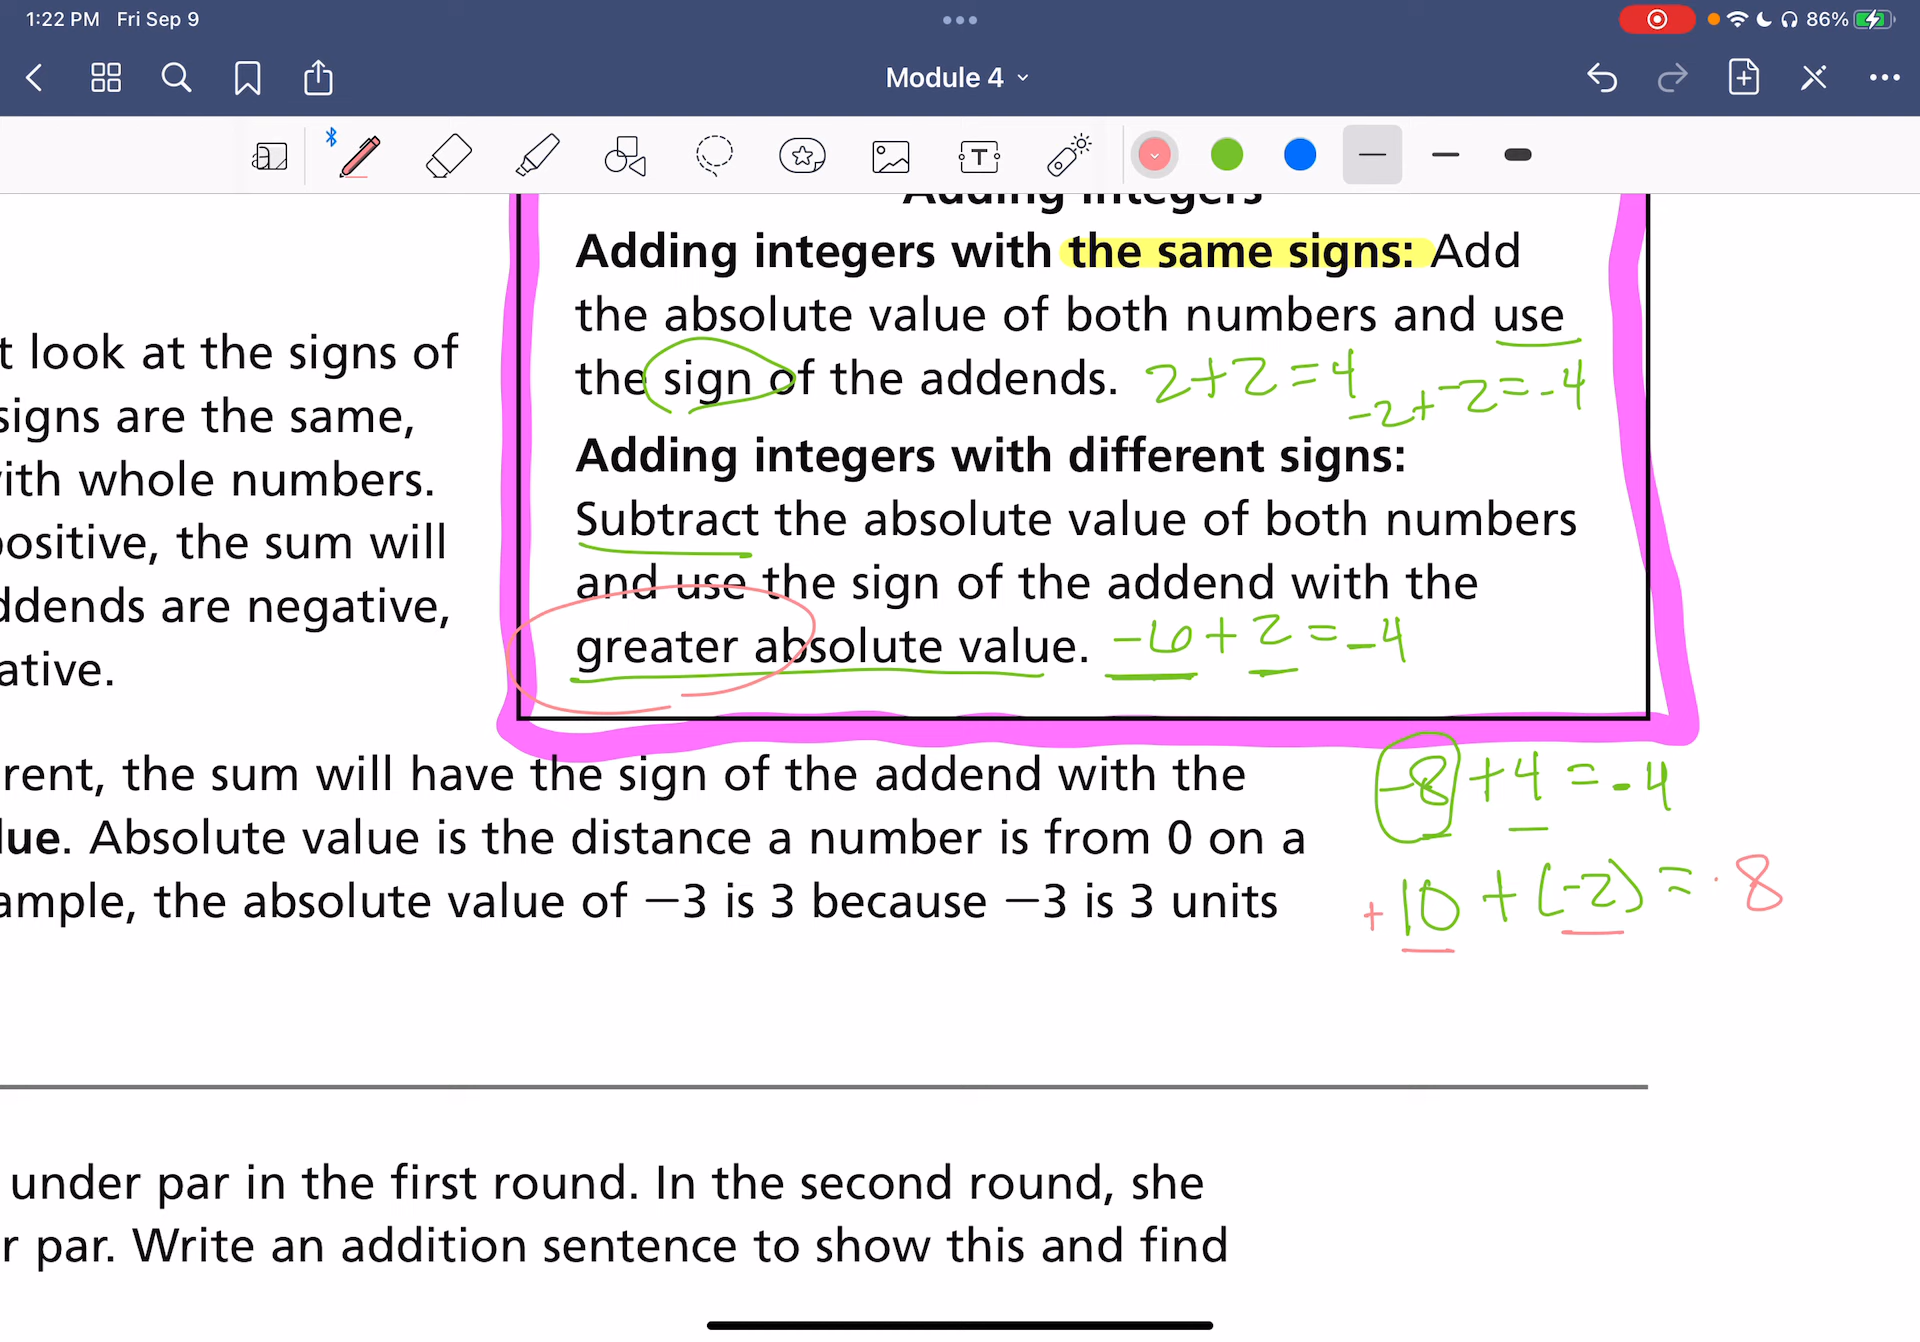 1:22 PM Fri Sep 9
86%
Module 4
T
Adding integers
Adding integers with the same signs: Add
the absolute value of both numbers and use
the sign of the addends. 2+2=4
-2+-2=-4
Adding integers with different signs:
Subtract the absolute value of both numbers
and use the sign of the addend with the
greater absolute value. -6+2=-4
t look at the signs of
signs are the same,
ith whole numbers.
ositive, the sum will
ddends are negative,
ative.
rent, the sum will have the sign of the addend with the
lue. Absolute value is the distance a number is from 0 on a
ample, the absolute value of −3 is 3 because −3 is 3 units
-8+4=-4
+10+(-2)=8
under par in the first round. In the second round, she
r par. Write an addition sentence to show this and find